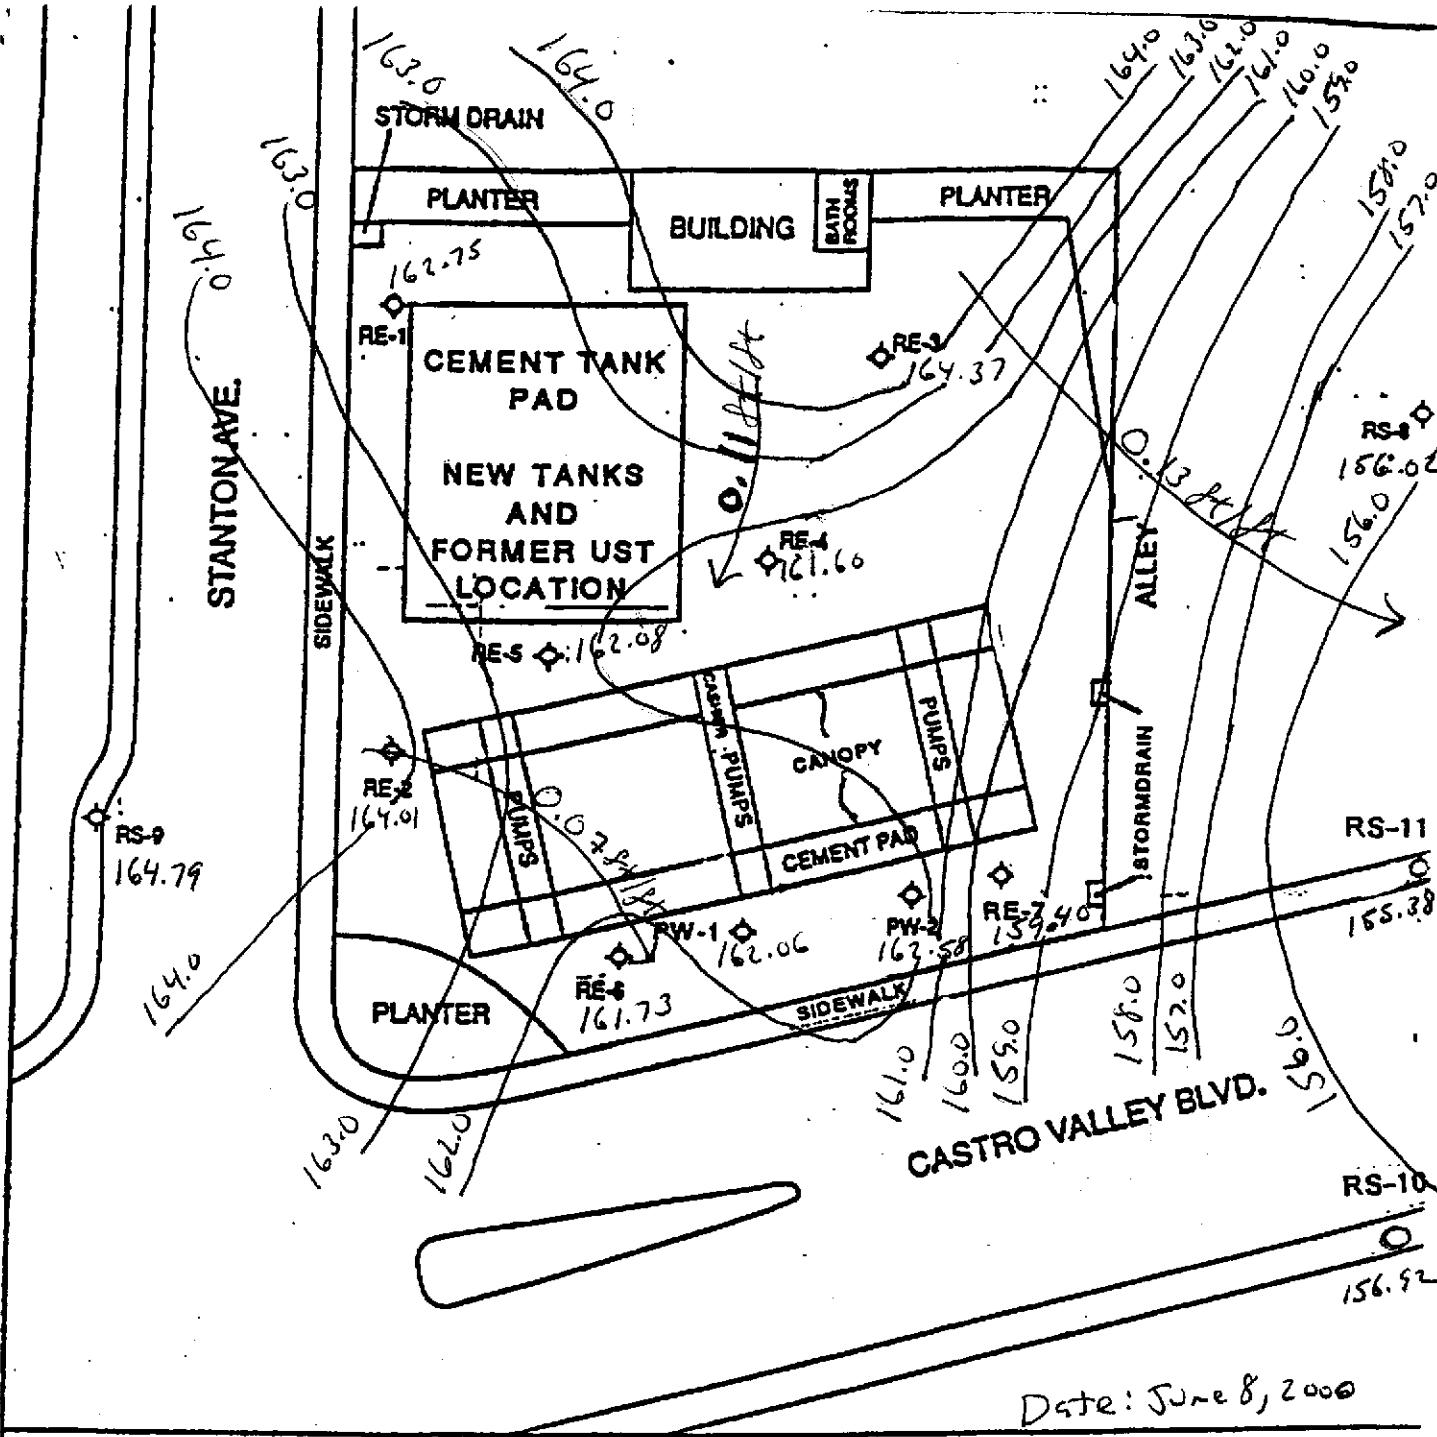 163.0
164.0
164.0
163.0
162.0
161.0
160.0
159.0
STORM DRAIN
163.0
158.0
157.0
PLANTER
BUILDING
BATH ROOMS
PLANTER
164.0
162.75
RE-1
RE-3
164.37
CEMENT TANK
PAD
NEW TANKS
AND
FORMER UST
LOCATION
0.11 ft/ft
STANTON AVE.
SIDEWALK
RS-8
156.02
0.13 ft/ft
156.0
RE-4
161.60
ALLEY
RE-5
162.08
CASHIER
PUMPS
PUMPS
CANOPY
STORMDRAIN
RE-2
164.01
PUMPS
0.07 ft/ft
CEMENT PAD
RS-9
164.79
RS-11
155.38
PW-1
162.06
PW-2
162.58
RE-7
159.40
RE-6
161.73
164.0
PLANTER
SIDEWALK
161.0
160.0
159.0
158.0
157.0
156.0
163.0
162.0
CASTRO VALLEY BLVD.
RS-10
156.92
Date: June 8, 2000